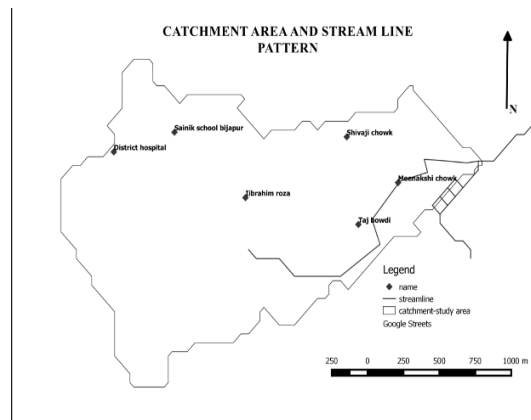 CATCHMENT AREA AND STREAM LINE
PATTERN
N
Sainik school bijapur
Shivaji chowk
District hospital
Meenakshi chowk
Ibrahim roza
Taj bowdi
Legend
name
streamline
catchment-study area
Google Streets
250 0 250 500 750 1000 m